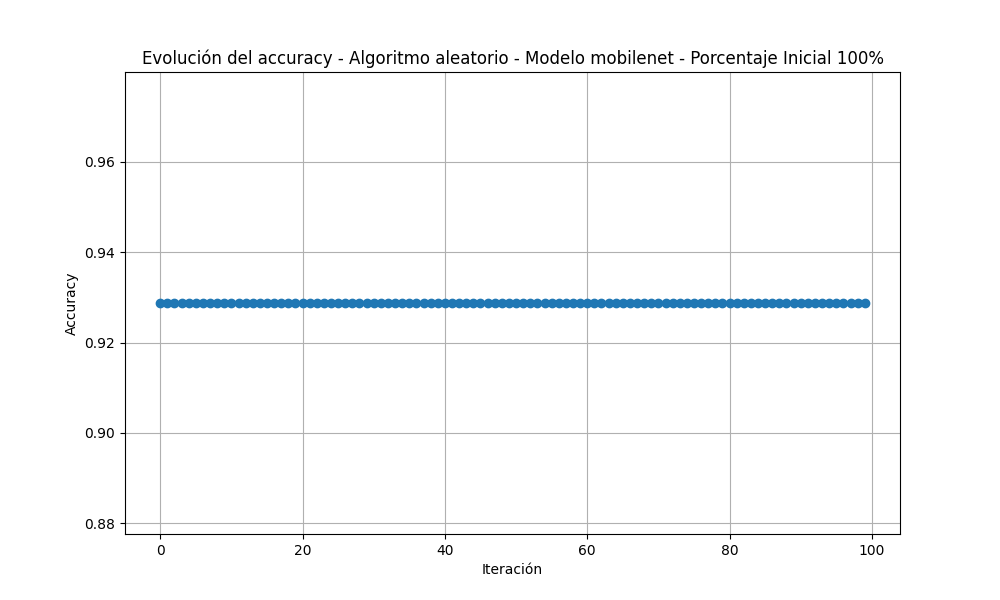 Evolución del accuracy - Algoritmo aleatorio - Modelo mobilenet - Porcentaje Inicial 100%
0.96
0.94
0.92
0.90
0.88
Accuracy
0 20 40 60 80 100
Iteración